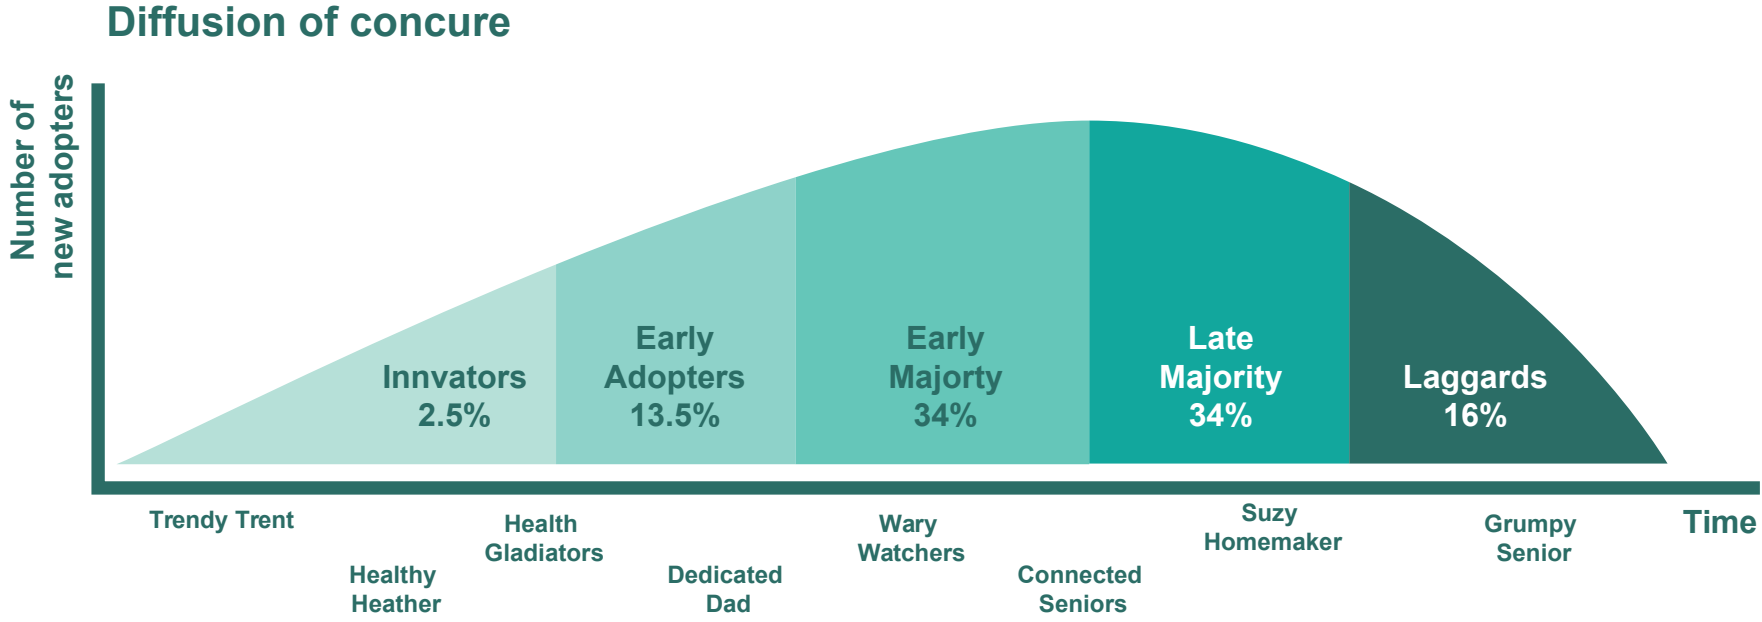 Diffusion of concure
Number of
new adopters
Innvators
2.5%
Early
Adopters
13.5%
Early
Majorty
34%
Late
Majority
34%
Laggards
16%
Trendy Trent
Healthy
Heather
Health
Gladiators
Dedicated
Dad
Wary
Watchers
Connected
Seniors
Suzy
Homemaker
Grumpy
Senior
Time